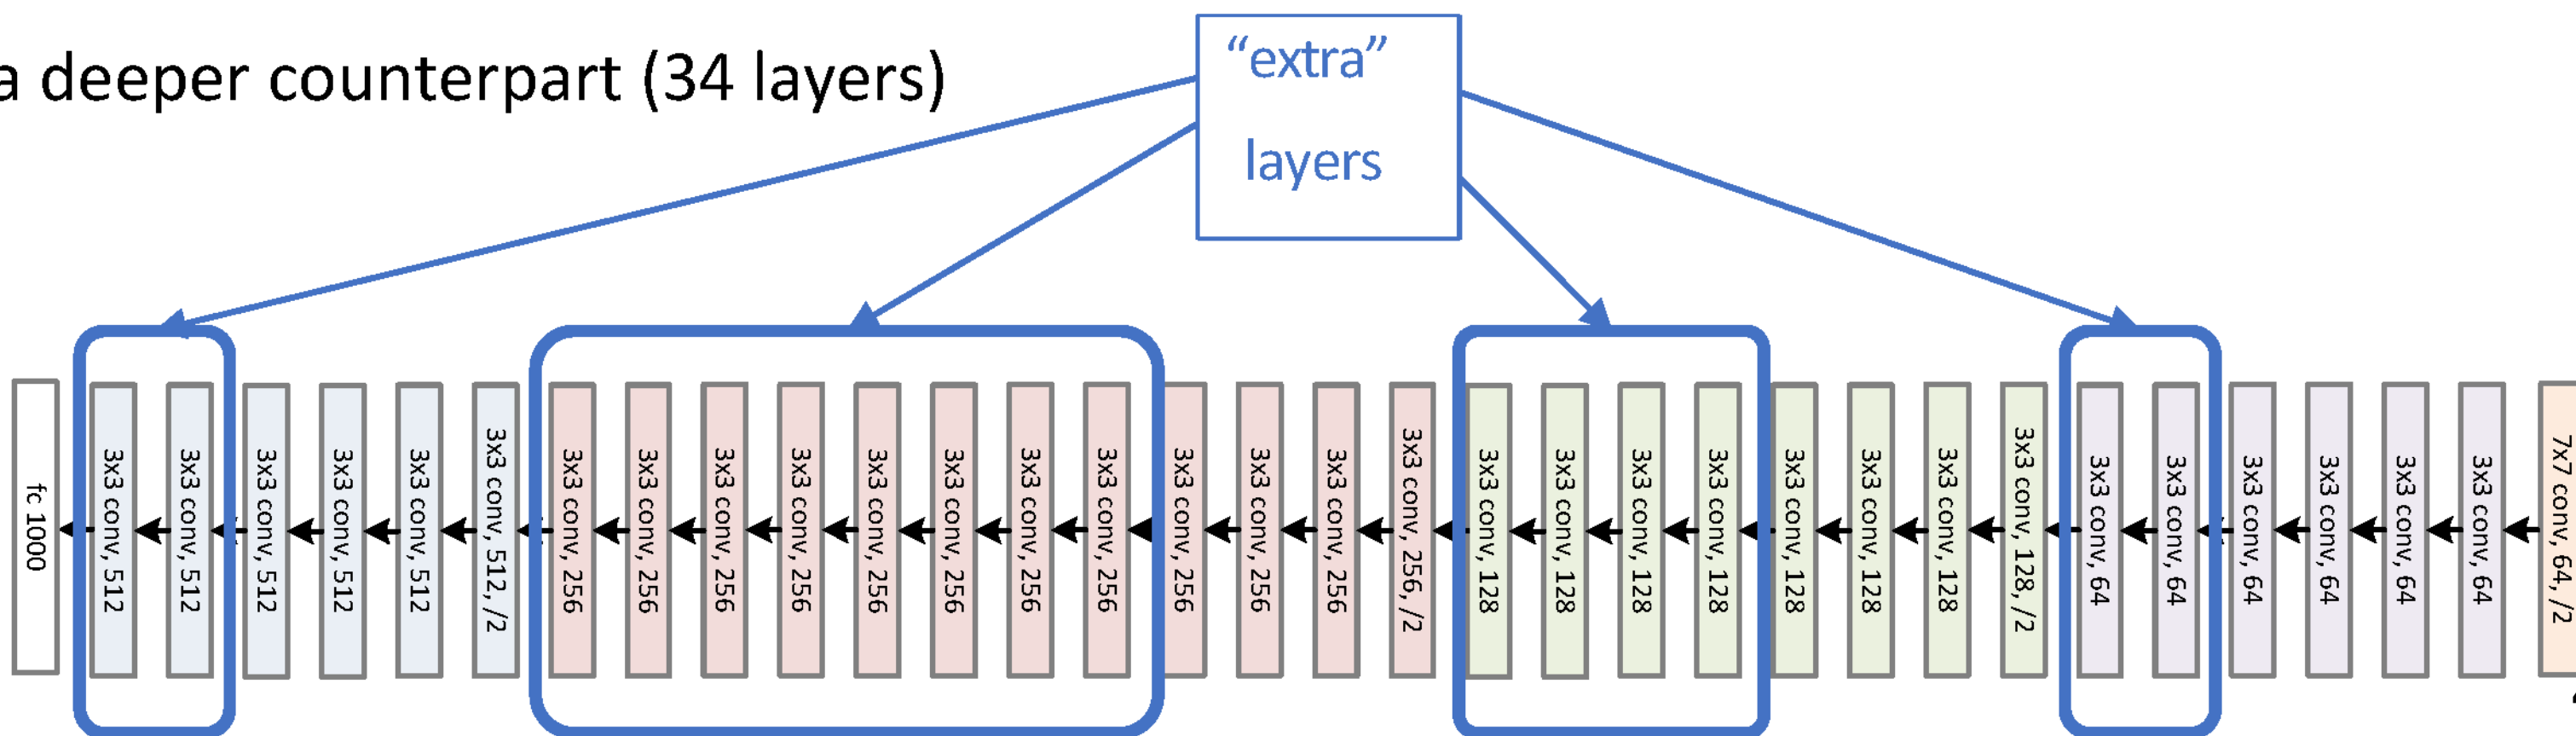 a deeper counterpart (34 layers)
“extra”
layers
fc 1000
3x3 conv, 512
3x3 conv, 512
3x3 conv, 512
3x3 conv, 512
3x3 conv, 512
3x3 conv, 512, /2
3x3 conv, 256
3x3 conv, 256
3x3 conv, 256
3x3 conv, 256
3x3 conv, 256
3x3 conv, 256
3x3 conv, 256
3x3 conv, 256
3x3 conv, 256
3x3 conv, 256
3x3 conv, 256
3x3 conv, 256, /2
3x3 conv, 128
3x3 conv, 128
3x3 conv, 128
3x3 conv, 128
3x3 conv, 128
3x3 conv, 128
3x3 conv, 128
3x3 conv, 128, /2
3x3 conv, 64
3x3 conv, 64
3x3 conv, 64
3x3 conv, 64
3x3 conv, 64
3x3 conv, 64
7x7 conv, 64, /2